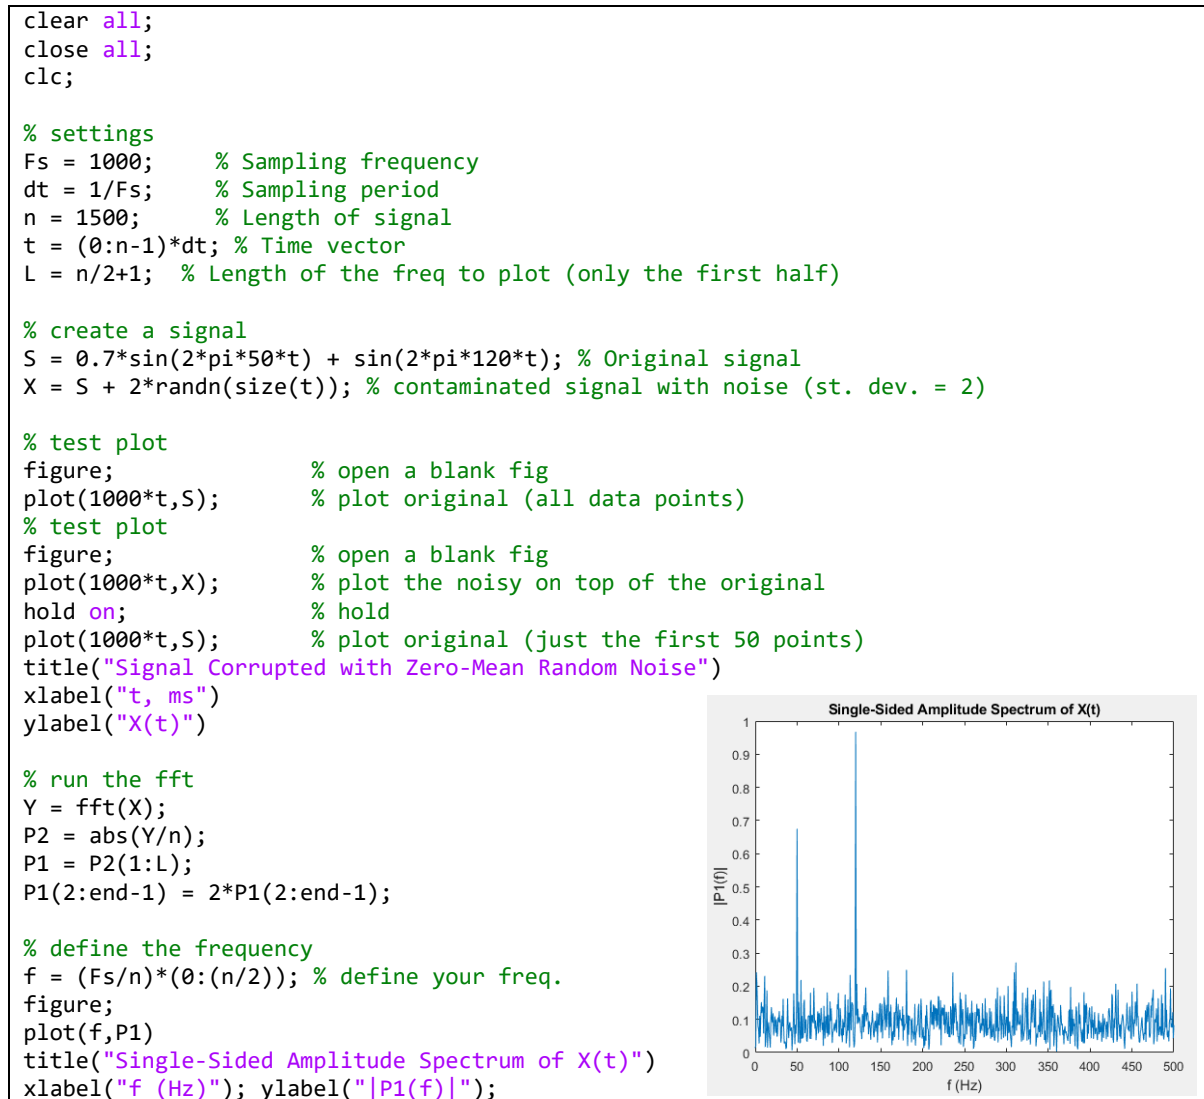 clear all;
close all;
clc;
% settings
Fs = 1000;     % Sampling frequency
dt = 1/Fs;     % Sampling period
n = 1500;      % Length of signal
t = (0:n-1)*dt; % Time vector
L = n/2+1;  % Length of the freq to plot (only the first half)
% create a signal
S = 0.7*sin(2*pi*50*t) + sin(2*pi*120*t); % Original signal
X = S + 2*randn(size(t)); % contaminated signal with noise (st. dev. = 2)
% test plot
figure;                % open a blank fig
plot(1000*t,S);        % plot original (all data points)
% test plot
figure;                % open a blank fig
plot(1000*t,X);        % plot the noisy on top of the original
hold on;               % hold
plot(1000*t,S);        % plot original (just the first 50 points)
title("Signal Corrupted with Zero-Mean Random Noise")
xlabel("t, ms")
ylabel("X(t)")
% run the fft
Y = fft(X);
P2 = abs(Y/n);
P1 = P2(1:L);
P1(2:end-1) = 2*P1(2:end-1);
% define the frequency
f = (Fs/n)*(0:(n/2)); % define your freq.
figure;
plot(f,P1)
title("Single-Sided Amplitude Spectrum of X(t)")
xlabel("f (Hz)"); ylabel("|P1(f)|");
Single-Sided Amplitude Spectrum of X(t)
1
0.9
0.8
0.7
0.6
0.5
0.4
0.3
0.2
0.1
0
|P1(f)|
0 50 100 150 200 250 300 350 400 450 500
f (Hz)